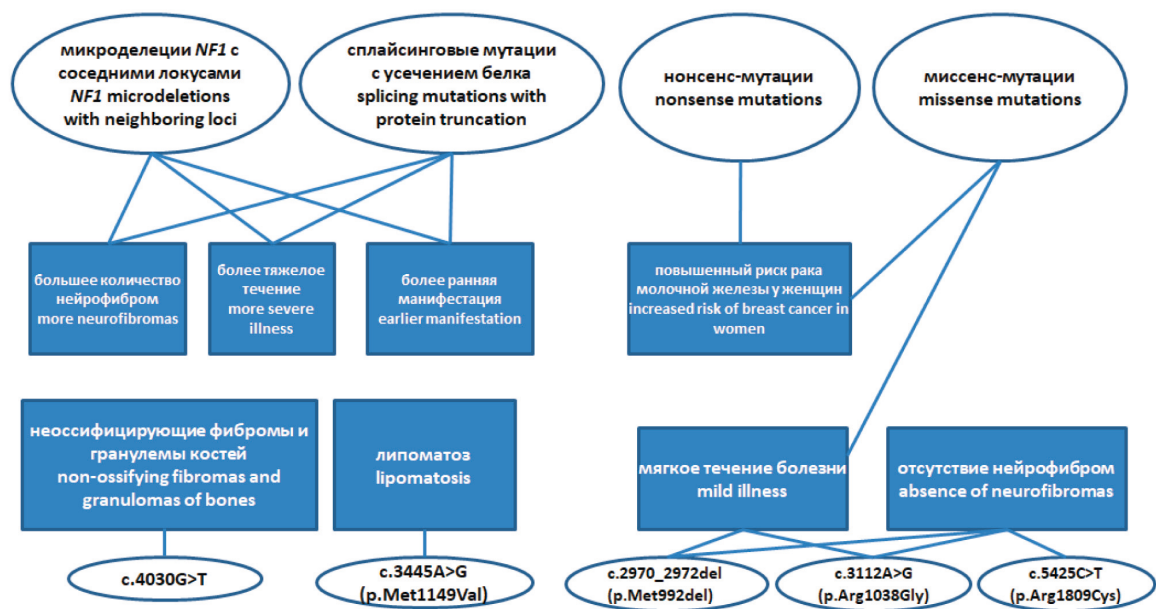 микроделеции NF1 с
соседними локусами
NF1 microdeletions
with neighboring loci
сплайсинговые мутации
с усечением белка
splicing mutations with
protein truncation
нонсенс-мутации
nonsense mutations
миссенс-мутации
missense mutations
большее количество
нейрофибром
more neurofibromas
более тяжелое
течение
more severe
illness
более ранняя
манифестация
earlier manifestation
повышенный риск рака
молочной железы у женщин
increased risk of breast cancer in
women
неоссифицирующие фибромы и
гранулемы костей
non-ossifying fibromas and
granulomas of bones
липоматоз
lipomatosis
мягкое течение болезни
mild illness
отсутствие нейрофибром
absence of neurofibromas
c.4030G>T
c.3445A>G
(p.Met1149Val)
c.2970_2972del
(p.Met992del)
c.3112A>G
(p.Arg1038Gly)
c.5425C>T
(p.Arg1809Cys)